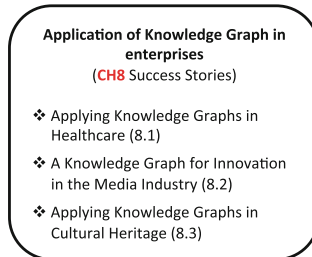 Application of Knowledge Graph in
enterprises
(CH8 Success Stories)
❖ Applying Knowledge Graphs in
Healthcare (8.1)
❖ A Knowledge Graph for Innovation
in the Media Industry (8.2)
❖ Applying Knowledge Graphs in
Cultural Heritage (8.3)